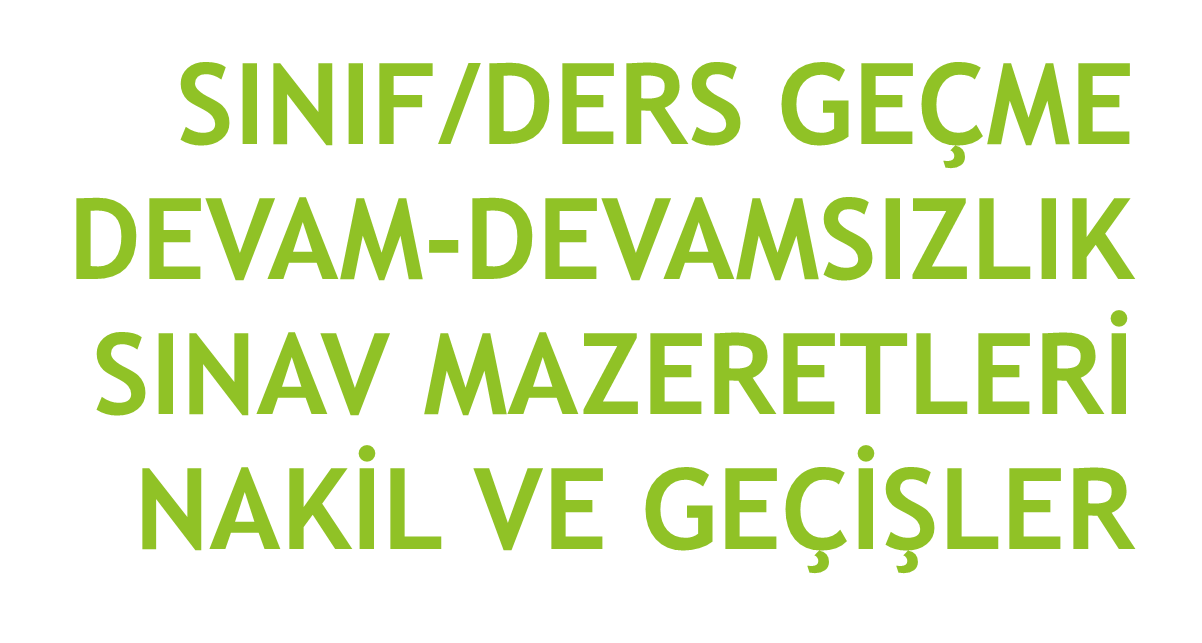 SINIF/DERS GEÇME
DEVAM-DEVAMSIZLIK
SINAV MAZERETLERİ
NAKİL VE GEÇİŞLER